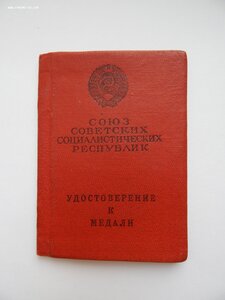 СОЮЗ
СОВЕТСКИХ
СОЦИАЛИСТИЧЕСКИХ
РЕСПУБЛИК
УДОСТОВЕРЕНИЕ
К
МЕДАЛИ